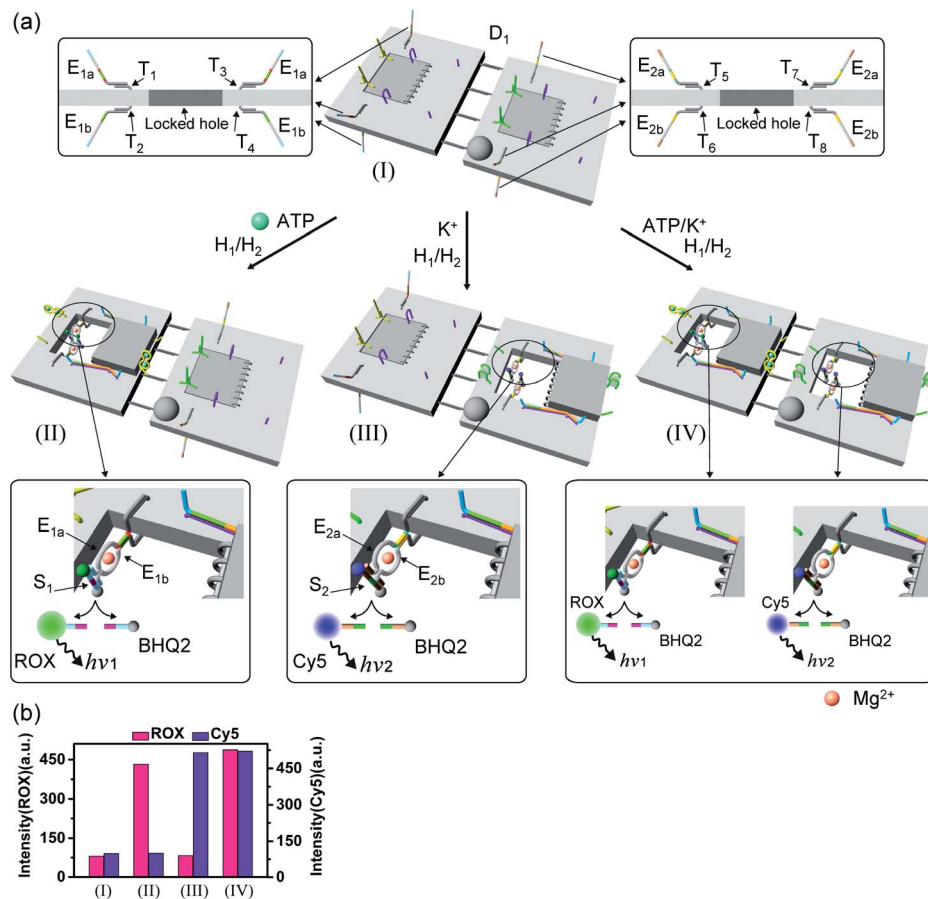 (a)
E1a
T1
T3
E1a
E1b
Locked hole
E1b
T2
T4
D1
(I)
E2a
T5
T7
E2a
E2b
Locked hole
E2b
T6
T8
ATP
H1/H2
K+
H1/H2
ATP/K+
H1/H2
(II)
(III)
(IV)
E1a
E1b
S1
ROX
BHQ2
hν1
E2a
E2b
S2
Cy5
BHQ2
hν2
ROX
BHQ2
hν1
Cy5
BHQ2
hν2
Mg2+
(b)
ROX Cy5
Intensity(ROX)(a.u.)
450
300
150
0
450
300
150
0
Intensity(Cy5)(a.u.)
(I) (II) (III) (IV)